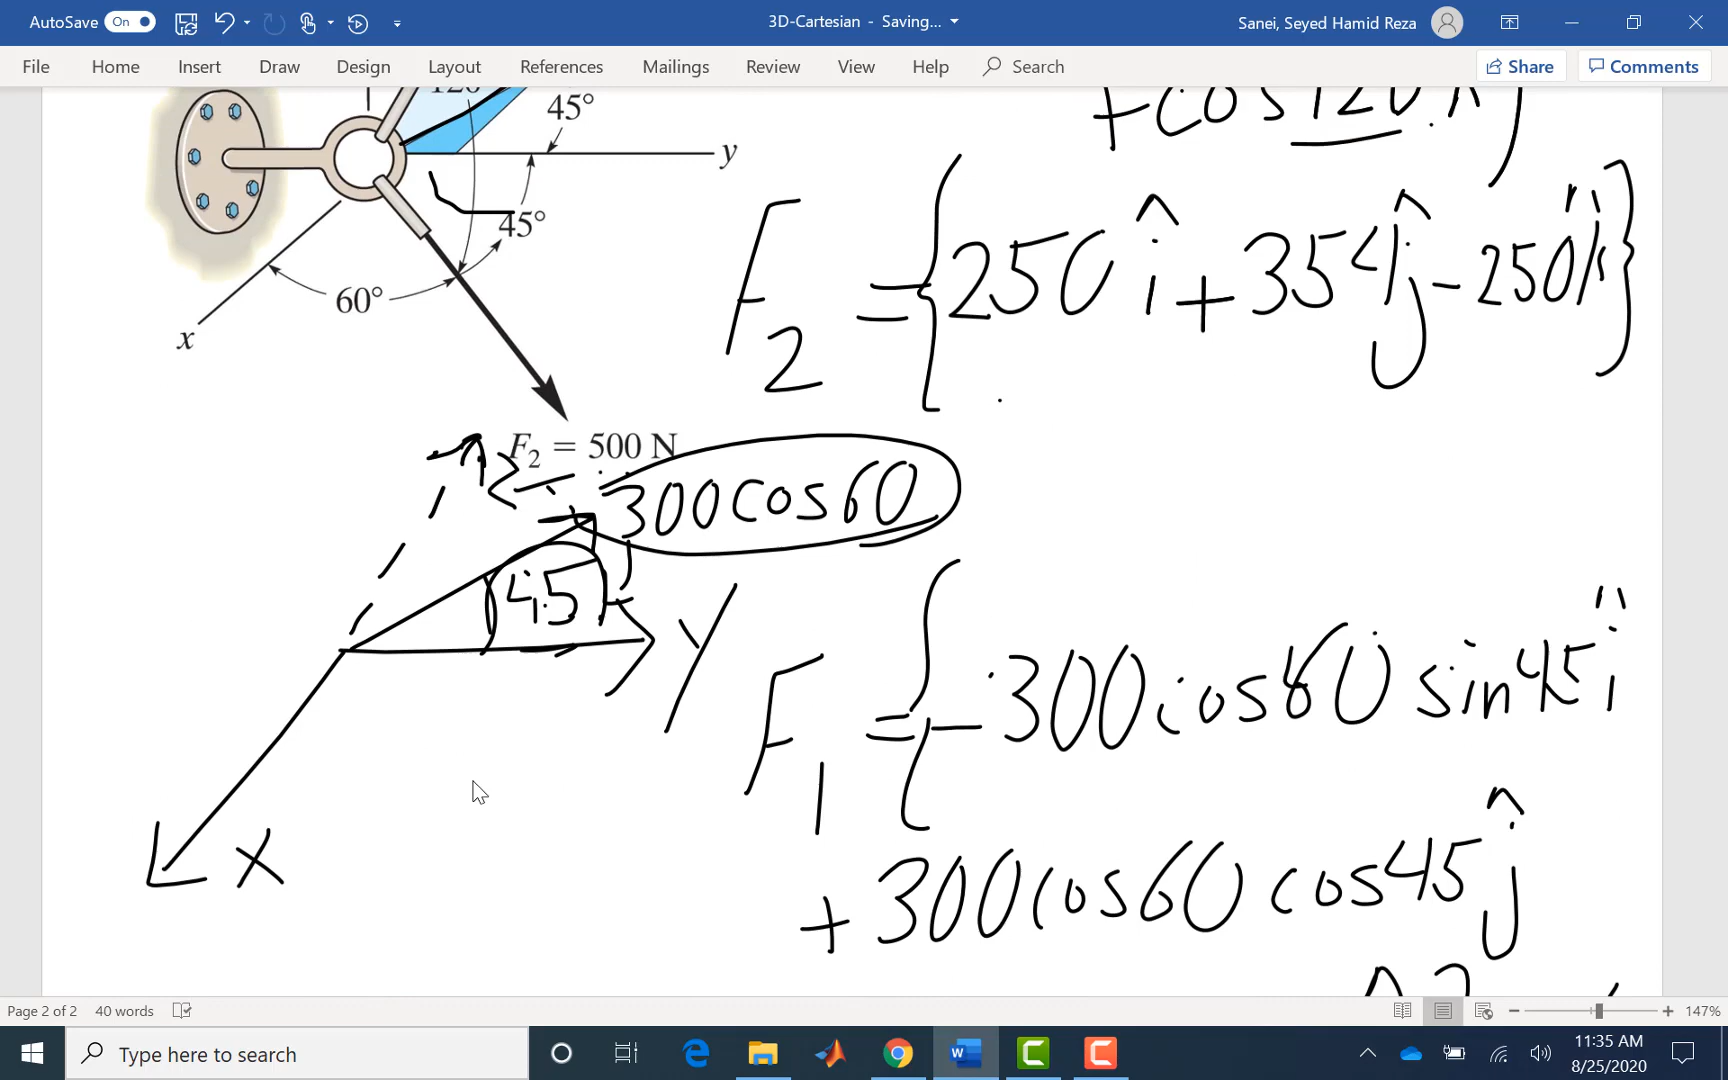 AutoSave On 3D-Cartesian - Saving... Sanei, Seyed Hamid Reza
File Home Insert Draw Design Layout References Mailings Review View Help Search Share Comments
120°
45°
+cos120.k}
y
F2 = {250 î + 354 ĵ - 250 k̂}
45°
60°
x
F2 = 500 N
300cos60
45
Y
F1 = {-300cos60 sin45 i
X
+300cos60 cos45 ĵ
Page 2 of 2 40 words 147%
Type here to search
11:35 AM
8/25/2020